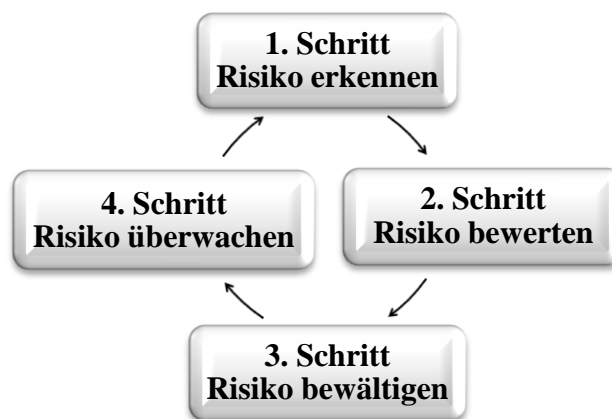 1. Schritt
Risiko erkennen
2. Schritt
Risiko bewerten
3. Schritt
Risiko bewältigen
4. Schritt
Risiko überwachen